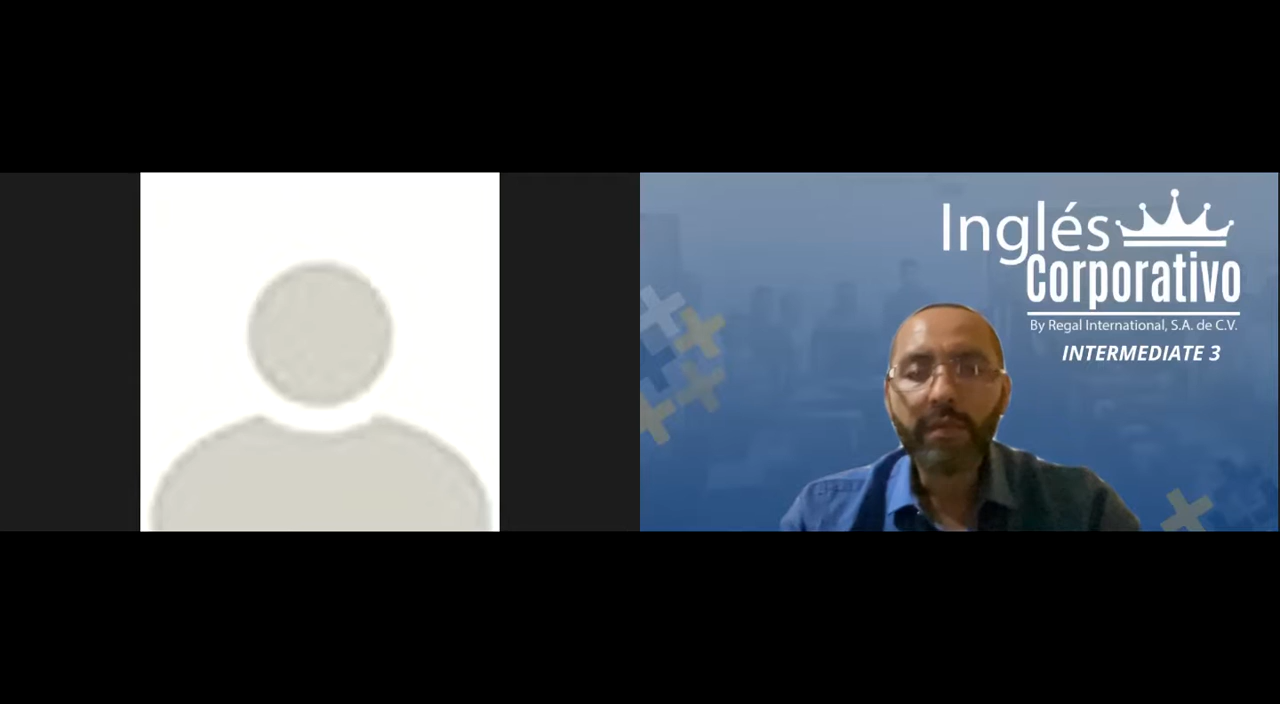 Inglés
Corporativo
By Regal International, S.A. de C.V.
INTERMEDIATE 3